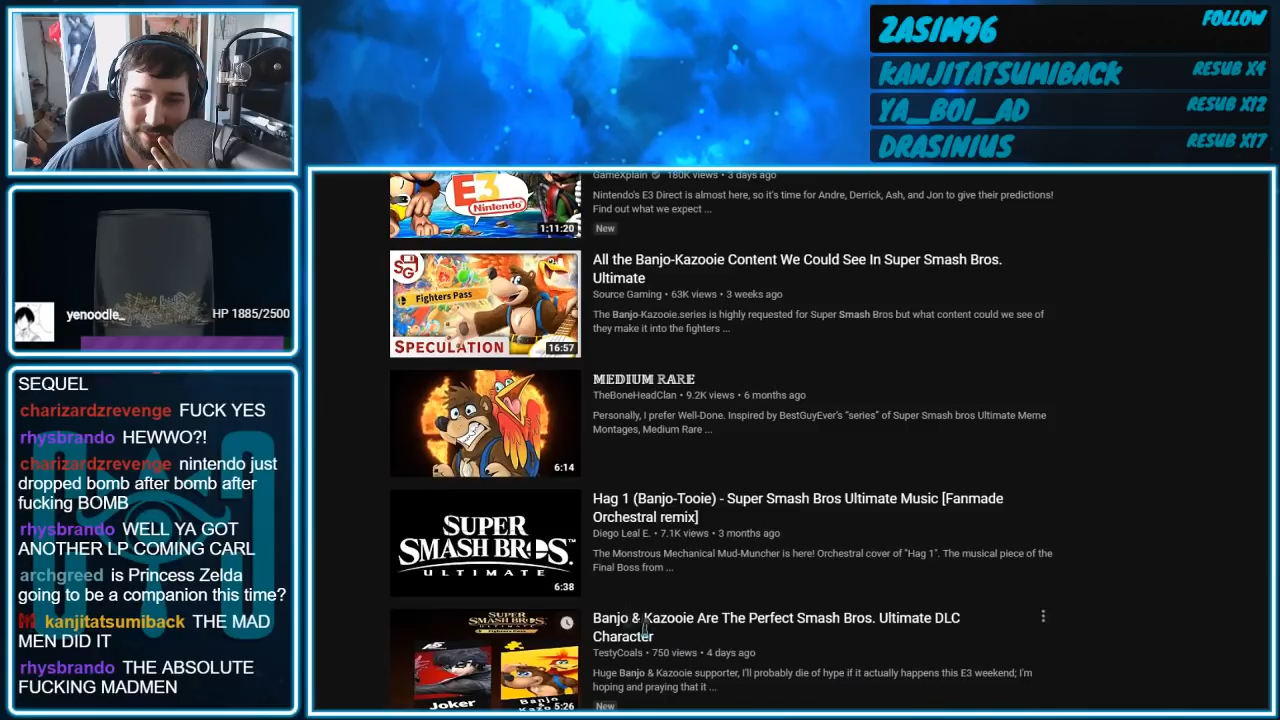 ZASIM96 FOLLOW
KANJITATSUMIBACK RESUB X4
YA_BOI_AD RESUB X12
DRASINIUS RESUB X17
yenoodle_ HP 1885/2500
SEQUEL
charizardzrevenge FUCK YES
rhysbrando HEWWO?!
charizardzrevenge nintendo just
dropped bomb after bomb after
fucking BOMB
rhysbrando WELL YA GOT
ANOTHER LP COMING CARL
archgreed is Princess Zelda
going to be a companion this time?
kanjitatsumiback THE MAD
MEN DID IT
rhysbrando THE ABSOLUTE
FUCKING MADMEN
E3
Nintendo
1:11:20
GameXplain 180K views • 3 days ago
Nintendo's E3 Direct is almost here, so it's time for Andre, Derrick, Ash, and Jon to give their predictions!
Find out what we expect ...
New
SG
Fighters Pass
SPECULATION
16:57
All the Banjo-Kazooie Content We Could See In Super Smash Bros.
Ultimate
Source Gaming • 63K views • 3 weeks ago
The Banjo-Kazooie.series is highly requested for Super Smash Bros but what content could we see of
they make it into the fighters ...
6:14
𝕄𝔼𝔻𝕀𝕌𝕄 ℝ𝔸ℝ𝔼
TheBoneHeadClan • 9.2K views • 6 months ago
Personally, I prefer Well-Done. Inspired by BestGuyEver's "series" of Super Smash bros Ultimate Meme
Montages, Medium Rare ...
SUPER
SMASH BROS.™
ULTIMATE
6:38
Hag 1 (Banjo-Tooie) - Super Smash Bros Ultimate Music [Fanmade
Orchestral remix]
Diego Leal E. • 7.1K views • 3 months ago
The Monstrous Mechanical Mud-Muncher is here! Orchestral cover of "Hag 1". The musical piece of the
Final Boss from ...
SUPER
SMASH BROS.
ULTIMATE
Fighters Pass
Joker
Banjo &
5:26
Banjo & Kazooie Are The Perfect Smash Bros. Ultimate DLC
Character
TestyCoals • 750 views • 4 days ago
Huge Banjo & Kazooie supporter, I'll probably die of hype if it actually happens this E3 weekend; I'm
hoping and praying that it ...
New